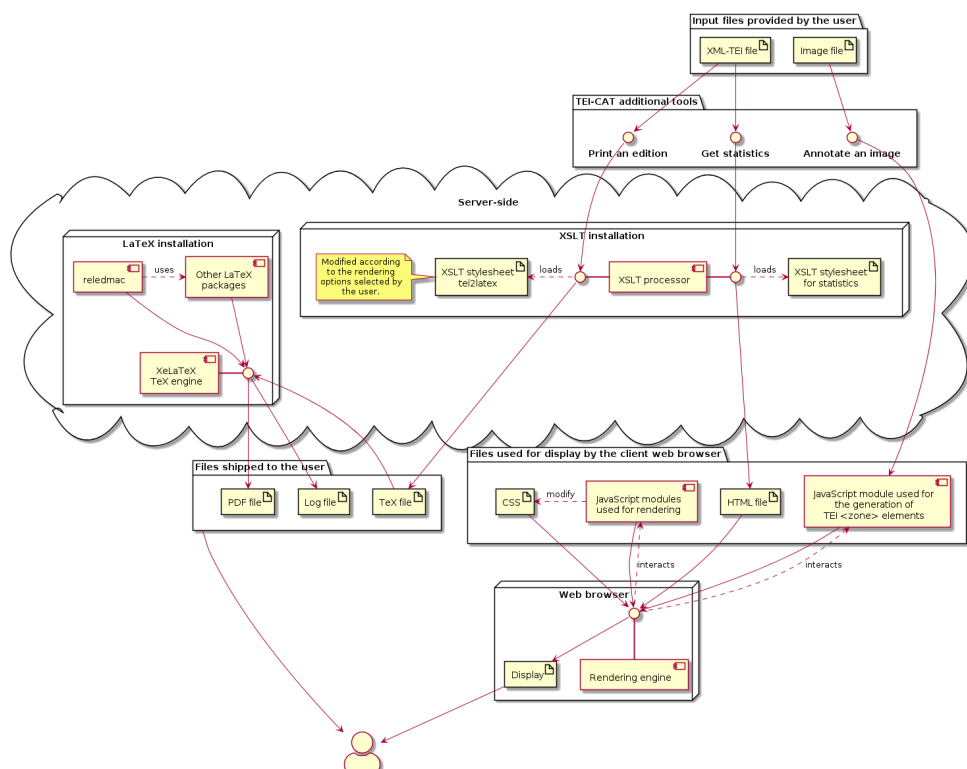 Input files provided by the user
XML-TEI file
Image file
TEI-CAT additional tools
Print an edition
Get statistics
Annotate an image
Server-side
LaTeX installation
reledmac
uses
Other LaTeX
packages
XeLaTeX
TeX engine
XSLT installation
Modified according
to the rendering
options selected by
the user.
XSLT stylesheet
tei2latex
loads
XSLT processor
loads
XSLT stylesheet
for statistics
Files shipped to the user
PDF file
Log file
TeX file
Files used for display by the client web browser
CSS
modify
JavaScript modules
used for rendering
HTML file
JavaScript module used for
the generation of
TEI <zone> elements
interacts
interacts
Web browser
Display
Rendering engine